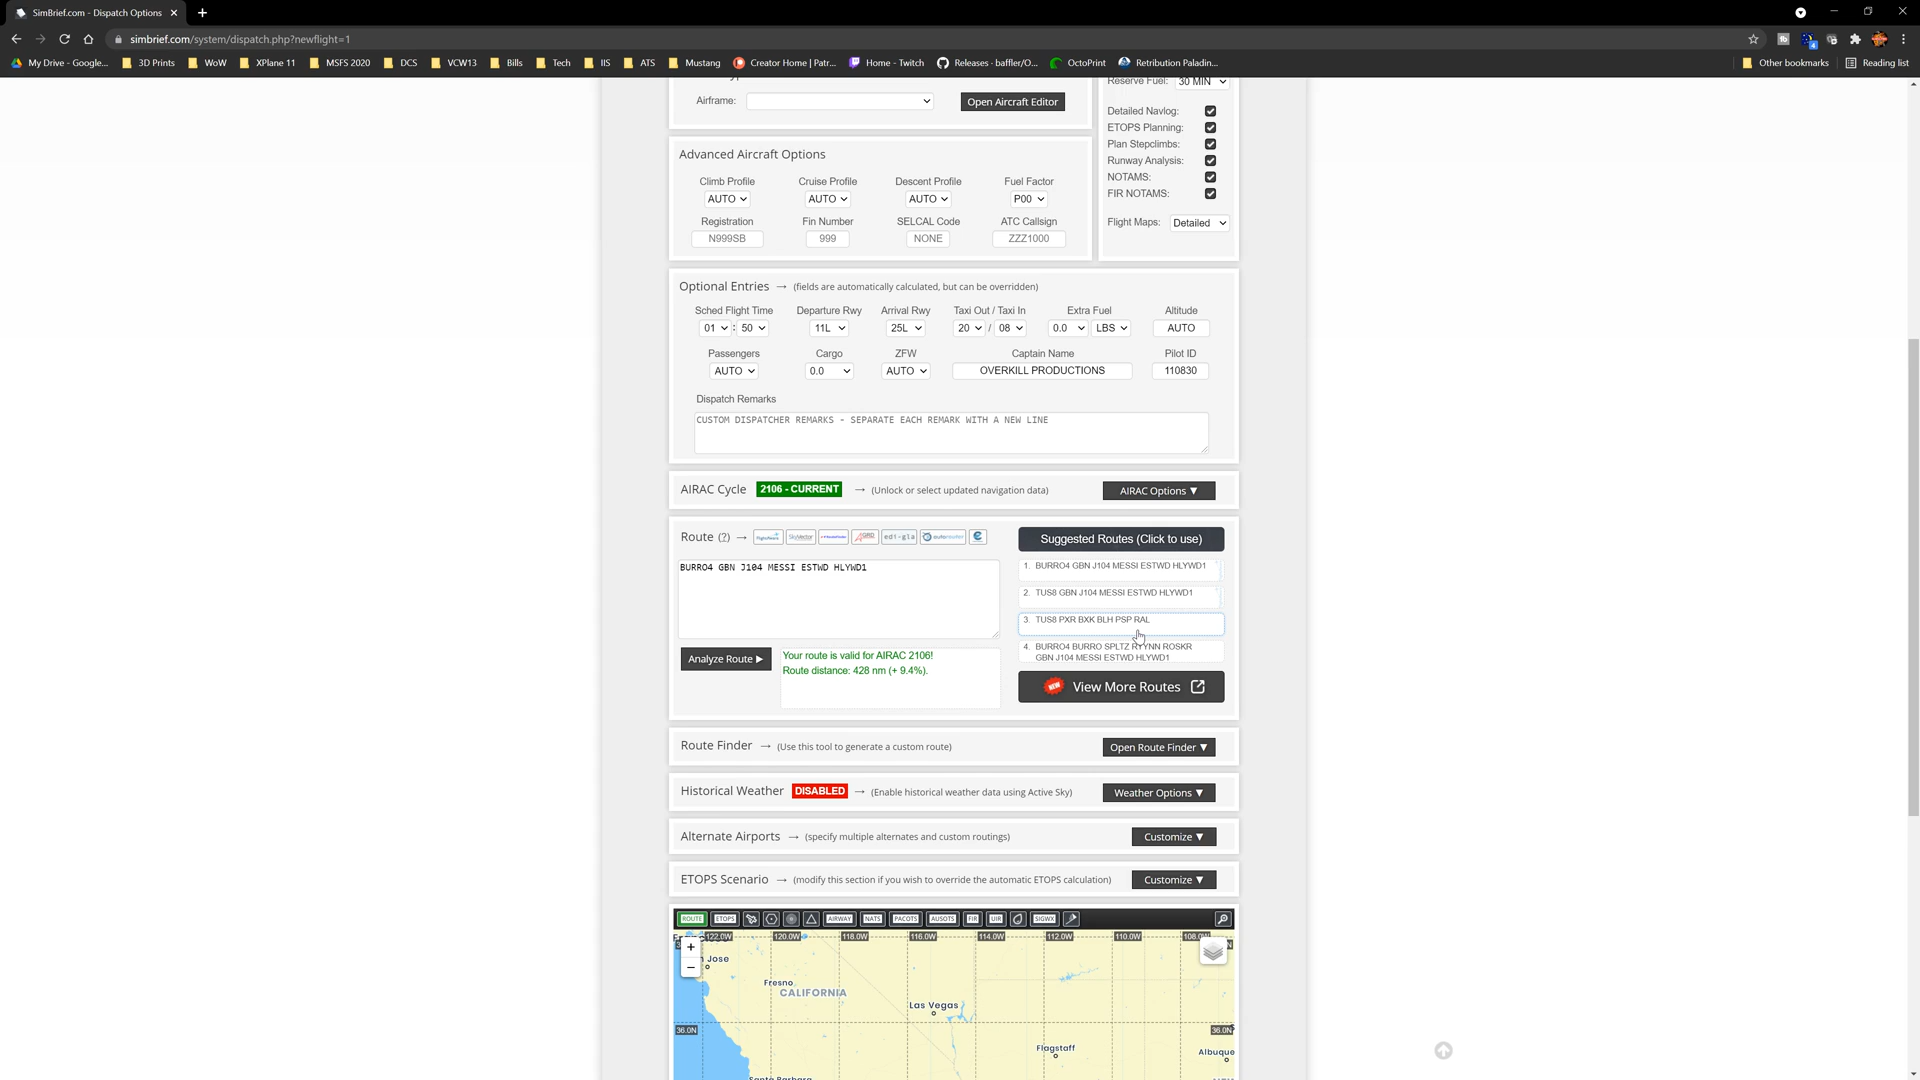 SimBrief.com - Dispatch Options
simbrief.com/system/dispatch.php?newflight=1
My Drive - Google... 3D Prints WoW XPlane 11 MSFS 2020 DCS VCW13 Bills Tech IIS ATS Mustang Creator Home | Patr... Home - Twitch Releases · baffler/O... OctoPrint Retribution Paladin... Other bookmarks Reading list
Reserve Fuel: 30 MIN
Airframe: Open Aircraft Editor
Detailed Navlog:
ETOPS Planning:
Plan Stepclimbs:
Runway Analysis:
NOTAMS:
FIR NOTAMS:
Flight Maps: Detailed
Advanced Aircraft Options
Climb Profile Cruise Profile Descent Profile Fuel Factor
AUTO AUTO AUTO P00
Registration Fin Number SELCAL Code ATC Callsign
N999SB 999 NONE ZZZ1000
Optional Entries → (fields are automatically calculated, but can be overridden)
Sched Flight Time Departure Rwy Arrival Rwy Taxi Out / Taxi In Extra Fuel Altitude
01 : 50 11L 25L 20 / 08 0.0 LBS AUTO
Passengers Cargo ZFW Captain Name Pilot ID
AUTO 0.0 AUTO OVERKILL PRODUCTIONS 110830
Dispatch Remarks
CUSTOM DISPATCHER REMARKS - SEPARATE EACH REMARK WITH A NEW LINE
AIRAC Cycle 2106 - CURRENT → (Unlock or select updated navigation data) AIRAC Options ▼
Route (?) → FlightAware SkyVector RouteFinder edi-gla autorouter
BURRO4 GBN J104 MESSI ESTWD HLYWD1
Analyze Route ▶
Your route is valid for AIRAC 2106!
Route distance: 428 nm (+ 9.4%).
Suggested Routes (Click to use)
1. BURRO4 GBN J104 MESSI ESTWD HLYWD1
2. TUS8 GBN J104 MESSI ESTWD HLYWD1
3. TUS8 PXR BXK BLH PSP RAL
4. BURRO4 BURRO SPLTZ RYYNN ROSKR
GBN J104 MESSI ESTWD HLYWD1
NEW View More Routes
Route Finder → (Use this tool to generate a custom route) Open Route Finder ▼
Historical Weather DISABLED → (Enable historical weather data using Active Sky) Weather Options ▼
Alternate Airports → (specify multiple alternates and custom routings) Customize ▼
ETOPS Scenario → (modify this section if you wish to override the automatic ETOPS calculation) Customize ▼
ROUTE ETOPS AIRWAY NATS PACOTS AUSOTS FIR UIR SIGWX
122.0W 120.0W 118.0W 116.0W 114.0W 112.0W 110.0W 108.0W
+
−
Jose
Fresno
CALIFORNIA
Las Vegas
36.0N 36.0N
Flagstaff
Albuque
Santa Barbara